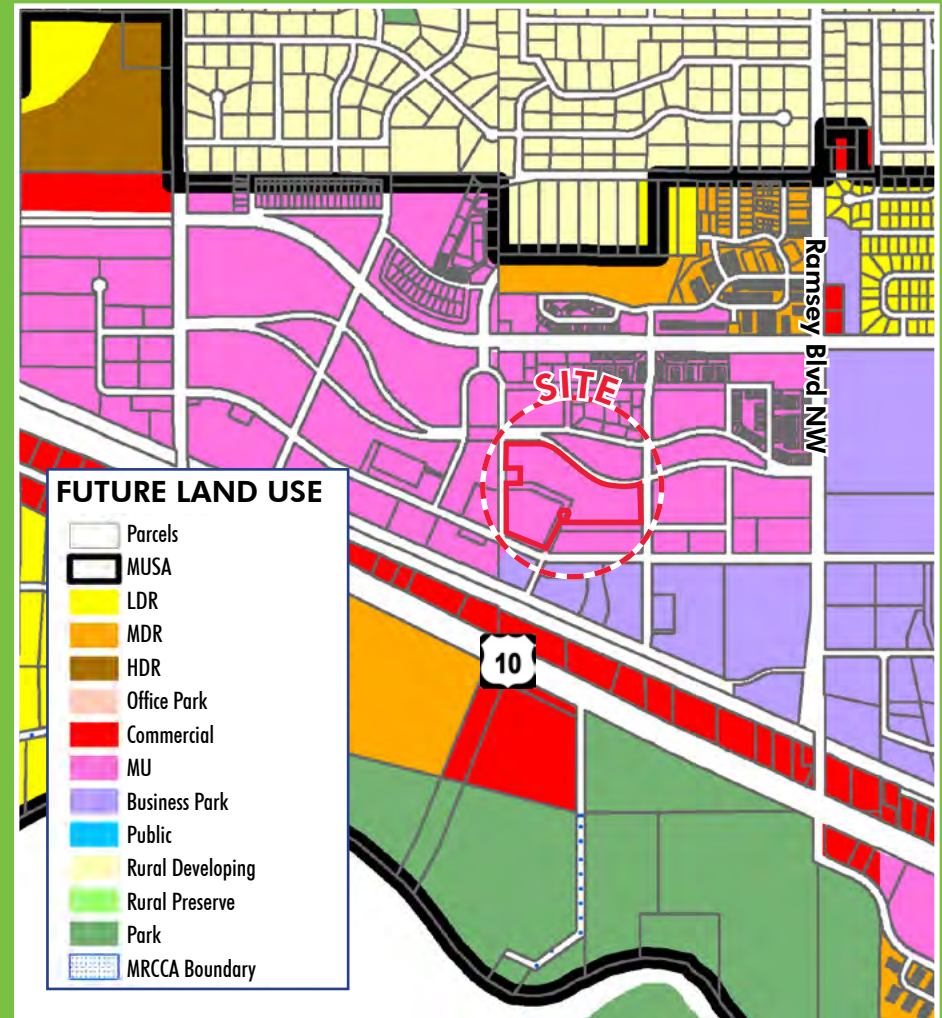 Ramsey Blvd NW
SITE
FUTURE LAND USE
Parcels
MUSA
LDR
MDR
HDR
Office Park
Commercial
MU
Business Park
Public
Rural Developing
Rural Preserve
Park
MRCCA Boundary
10